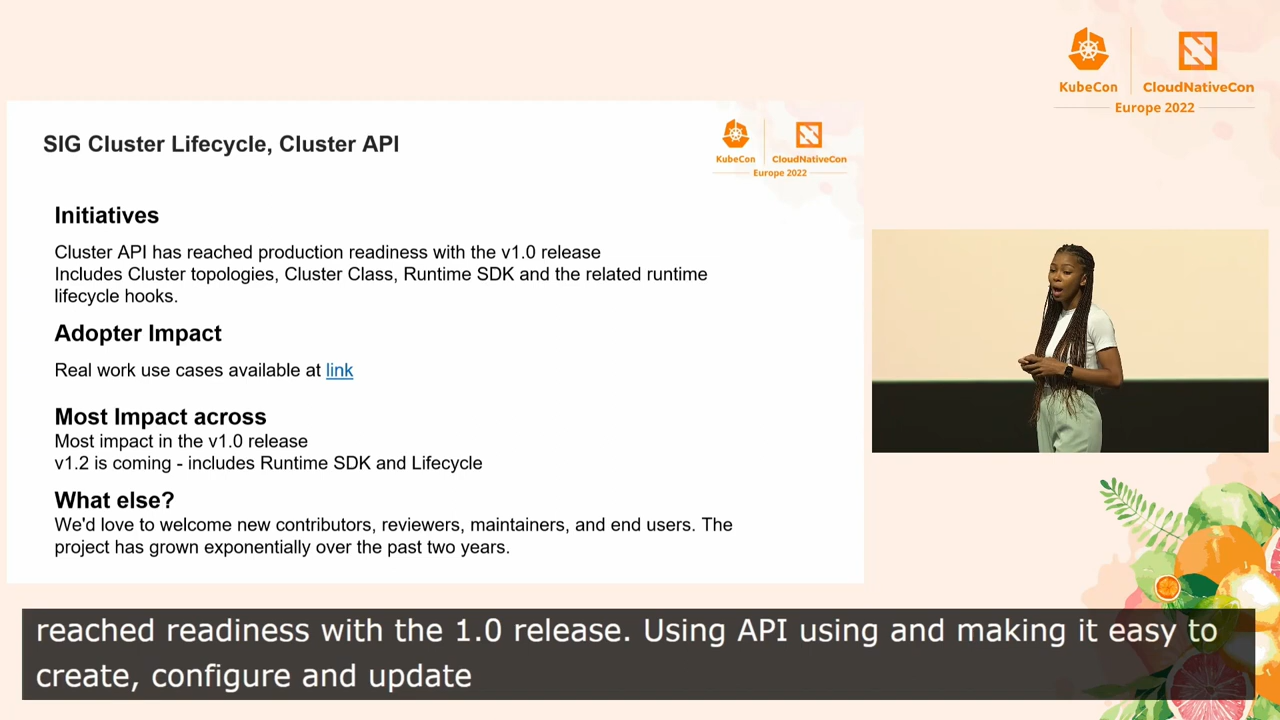 KubeCon
CloudNativeCon
Europe 2022
SIG Cluster Lifecycle, Cluster API
KubeCon
CloudNativeCon
Europe 2022
Initiatives
Cluster API has reached production readiness with the v1.0 release
Includes Cluster topologies, Cluster Class, Runtime SDK and the related runtime
lifecycle hooks.
Adopter Impact
Real work use cases available at link
Most Impact across
Most impact in the v1.0 release
v1.2 is coming - includes Runtime SDK and Lifecycle
What else?
We'd love to welcome new contributors, reviewers, maintainers, and end users. The
project has grown exponentially over the past two years.
reached readiness with the 1.0 release. Using API using and making it easy to
create, configure and update